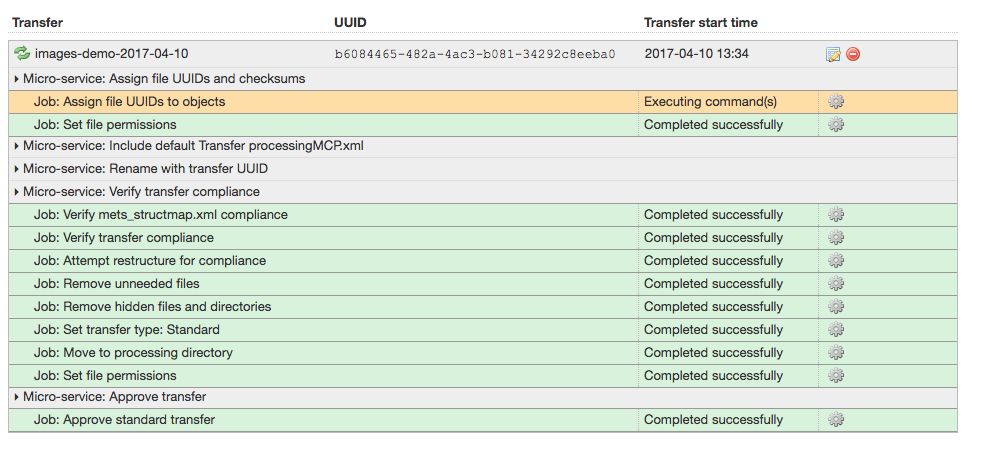 Transfer UUID Transfer start time
images-demo-2017-04-10 b6084465-482a-4ac3-b081-34292c8eeba0 2017-04-10 13:34
Micro-service: Assign file UUIDs and checksums
Job: Assign file UUIDs to objects Executing command(s)
Job: Set file permissions Completed successfully
Micro-service: Include default Transfer processingMCP.xml
Micro-service: Rename with transfer UUID
Micro-service: Verify transfer compliance
Job: Verify mets_structmap.xml compliance Completed successfully
Job: Verify transfer compliance Completed successfully
Job: Attempt restructure for compliance Completed successfully
Job: Remove unneeded files Completed successfully
Job: Remove hidden files and directories Completed successfully
Job: Set transfer type: Standard Completed successfully
Job: Move to processing directory Completed successfully
Job: Set file permissions Completed successfully
Micro-service: Approve transfer
Job: Approve standard transfer Completed successfully